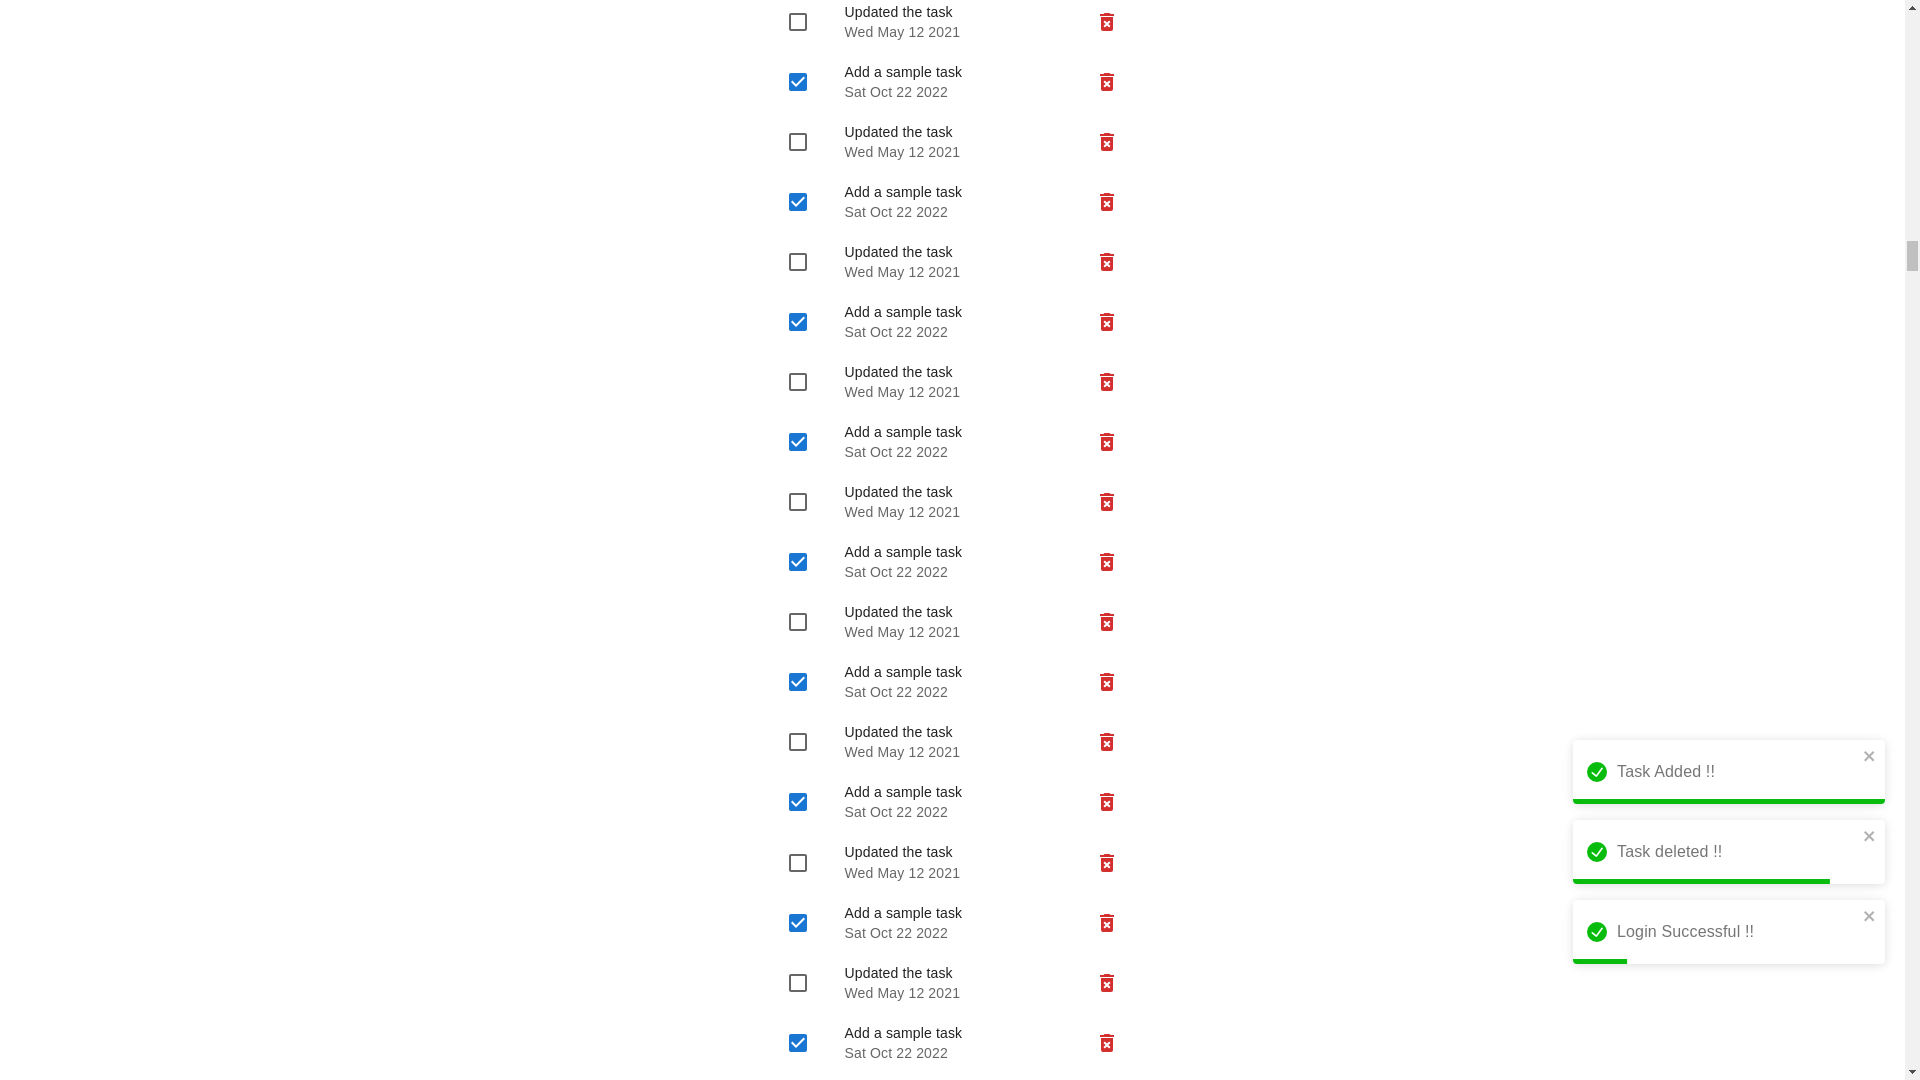 Updated the task
Wed May 12 2021
Add a sample task
Sat Oct 22 2022
Updated the task
Wed May 12 2021
Add a sample task
Sat Oct 22 2022
Updated the task
Wed May 12 2021
Add a sample task
Sat Oct 22 2022
Updated the task
Wed May 12 2021
Add a sample task
Sat Oct 22 2022
Updated the task
Wed May 12 2021
Add a sample task
Sat Oct 22 2022
Updated the task
Wed May 12 2021
Add a sample task
Sat Oct 22 2022
Updated the task
Wed May 12 2021
Add a sample task
Sat Oct 22 2022
Updated the task
Wed May 12 2021
Add a sample task
Sat Oct 22 2022
Updated the task
Wed May 12 2021
Add a sample task
Sat Oct 22 2022
Task Added !!
Task deleted !!
Login Successful !!